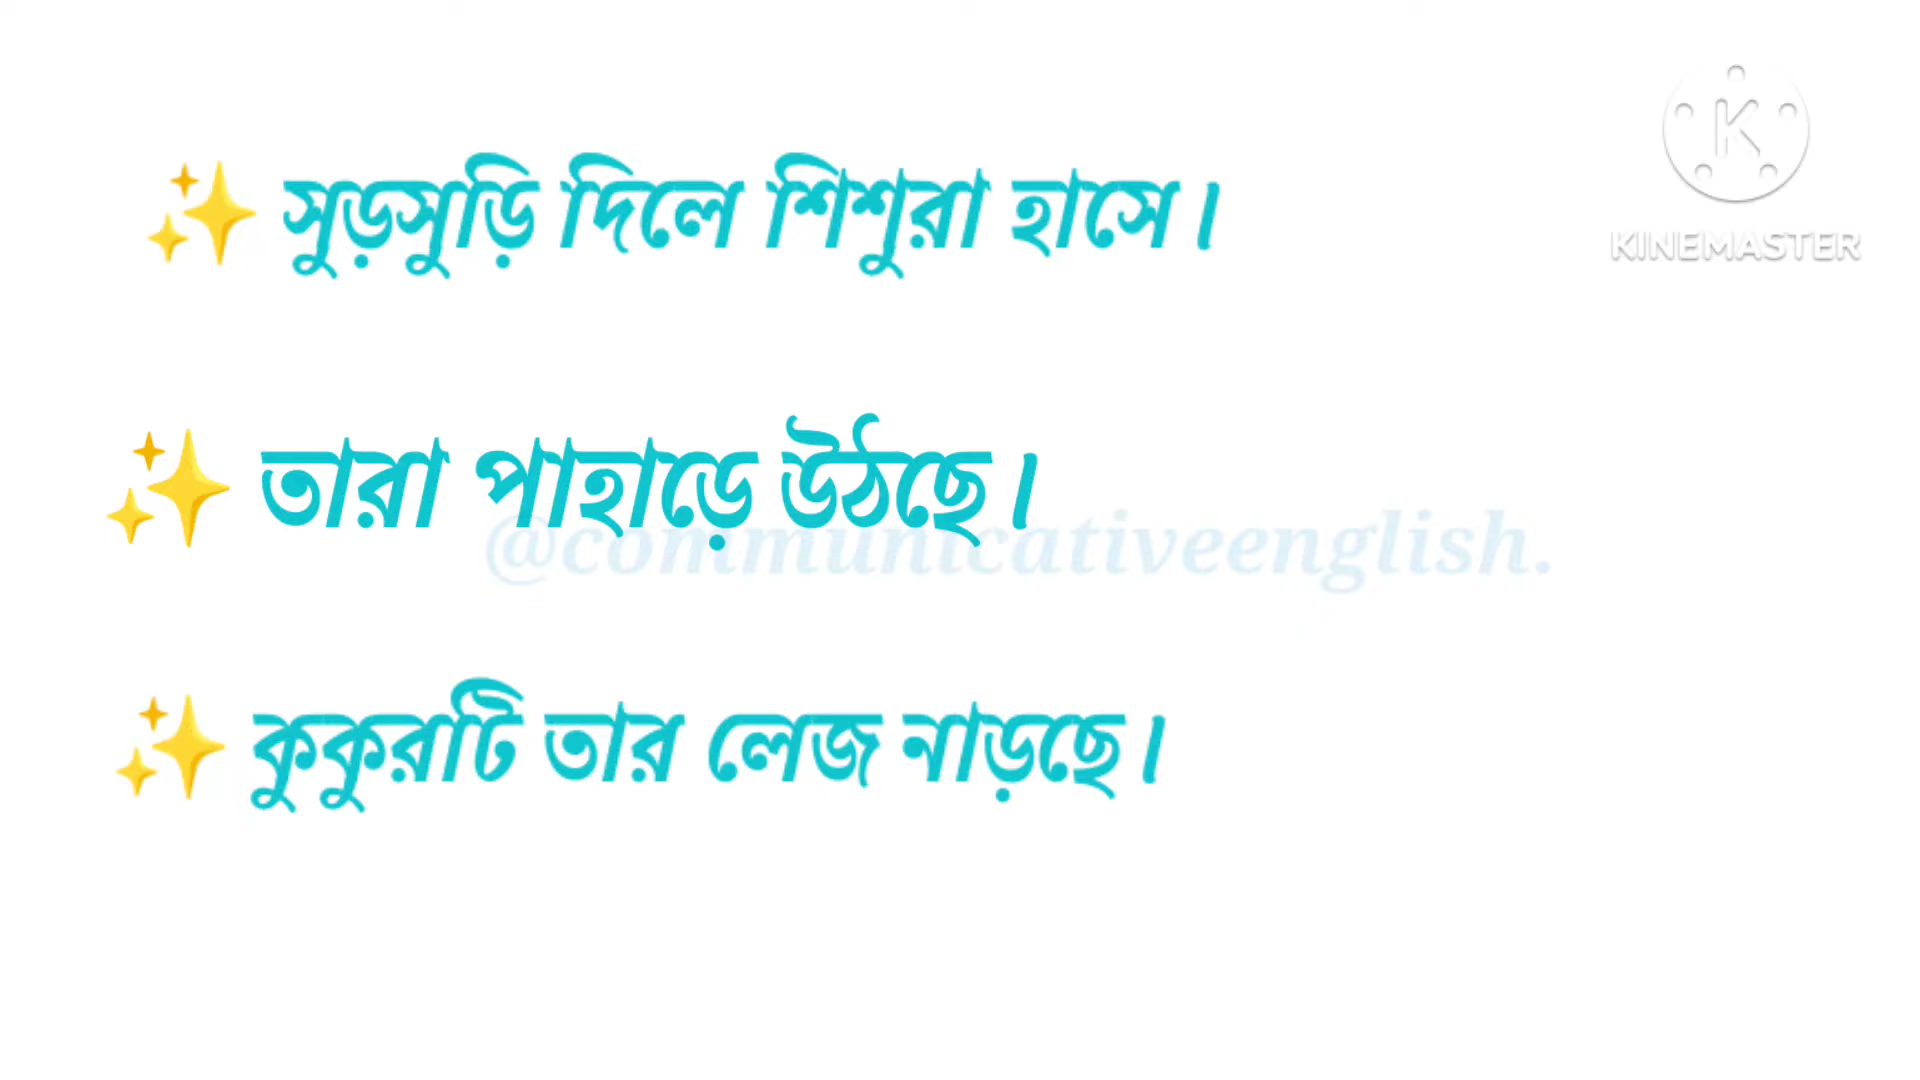 ✨ সুড়সুড়ি দিলে শিশুরা হাসে।
KINEMASTER
✨ তারা পাহাড়ে উঠছে।
@communicativeenglish.
✨ কুকুরটি তার লেজ নাড়ছে।